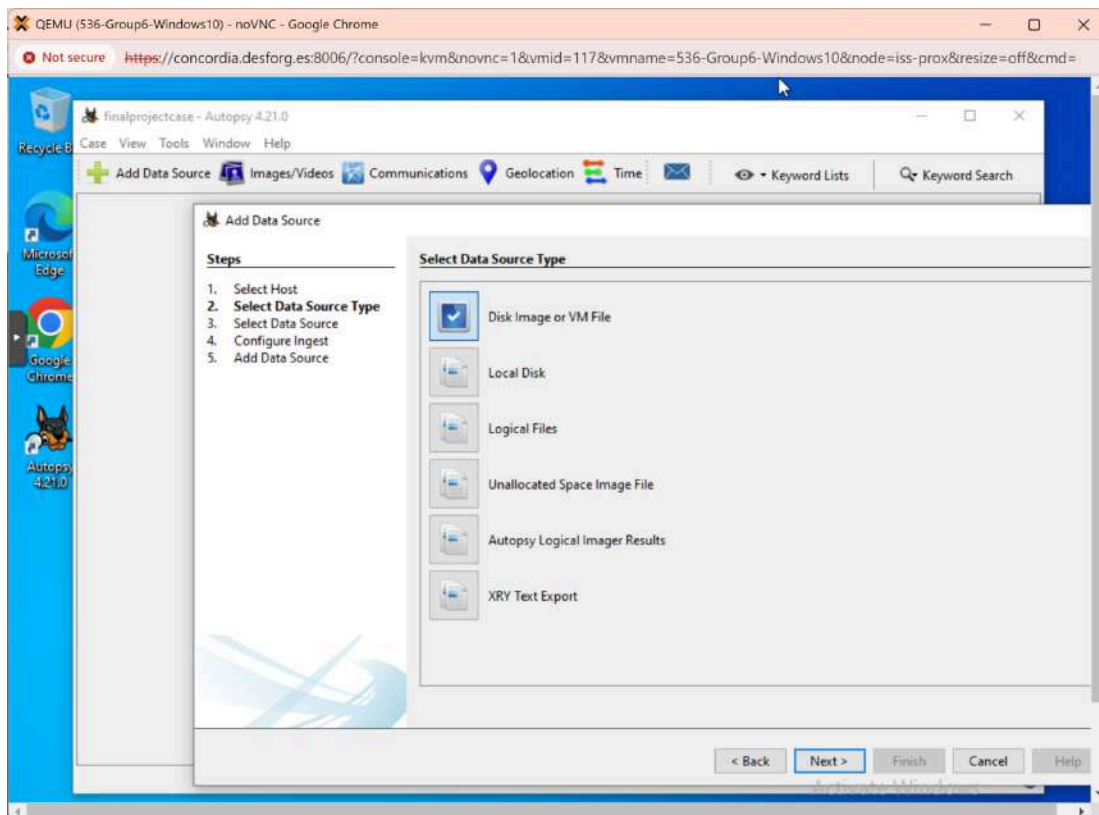 QEMU (536-Group6-Windows10) - noVNC - Google Chrome
Not secure https://concordia.desforg.es:8006/?console=kvm&novnc=1&vmid=117&vmname=536-Group6-Windows10&node=iss-prox&resize=off&cmd=
Recycle B
finalprojectcase - Autopsy 4.21.0
Case View Tools Window Help
Add Data Source Images/Videos Communications Geolocation Time Keyword Lists Keyword Search
Microsof
Edge
Google
Chrome
Autopsy
4.21.0
Add Data Source
Steps
1. Select Host
2. Select Data Source Type
3. Select Data Source
4. Configure Ingest
5. Add Data Source
Select Data Source Type
Disk Image or VM File
Local Disk
Logical Files
Unallocated Space Image File
Autopsy Logical Imager Results
XRY Text Export
< Back Next > Finish Cancel Help
Activate Windows